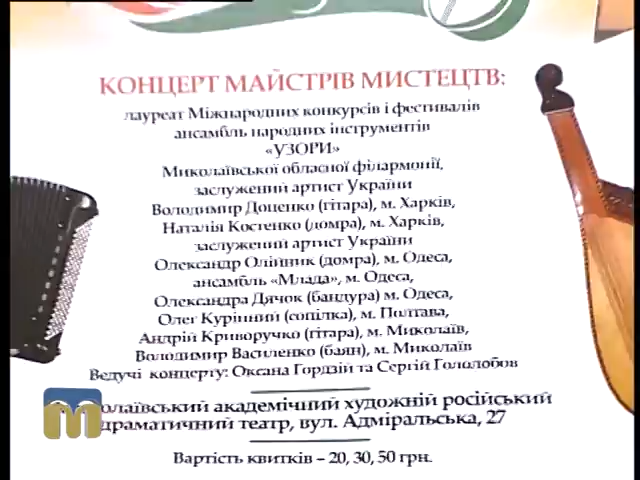 КОНЦЕРТ МАЙСТРІВ МИСТЕЦТВ:
лауреат Міжнародних конкурсів і фестивалів
ансамбль народних інструментів
«УЗОРИ»
Миколаївської обласної філармонії,
заслужений артист України
Володимир Доценко (гітара), м. Харків,
Наталія Костенко (домра), м. Харків,
заслужений артист України
Олександр Олійник (домра), м. Одеса,
ансамбль «Млада», м. Одеса,
Олександра Дячок (бандура) м. Одеса,
Олег Курінний (сопілка), м. Полтава,
Андрій Криворучко (гітара), м. Миколаїв,
Володимир Василенко (баян), м. Миколаїв
Ведучі концерту: Оксана Гордзій та Сергій Гололобов
олаївський академічний художній російський
драматичний театр, вул. Адміральська, 27
Вартість квитків – 20, 30, 50 грн.